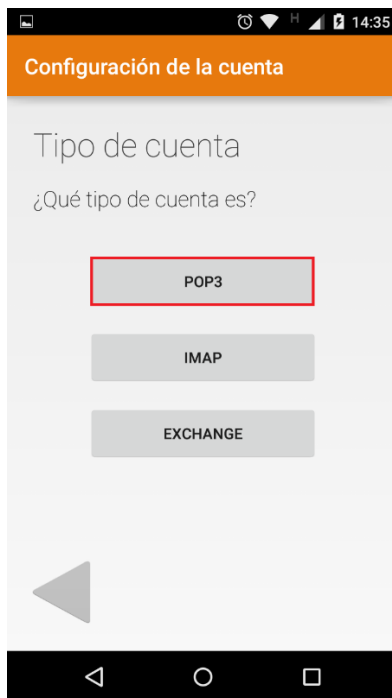 H 14:35
Configuración de la cuenta
Tipo de cuenta
¿Qué tipo de cuenta es?
POP3
IMAP
EXCHANGE